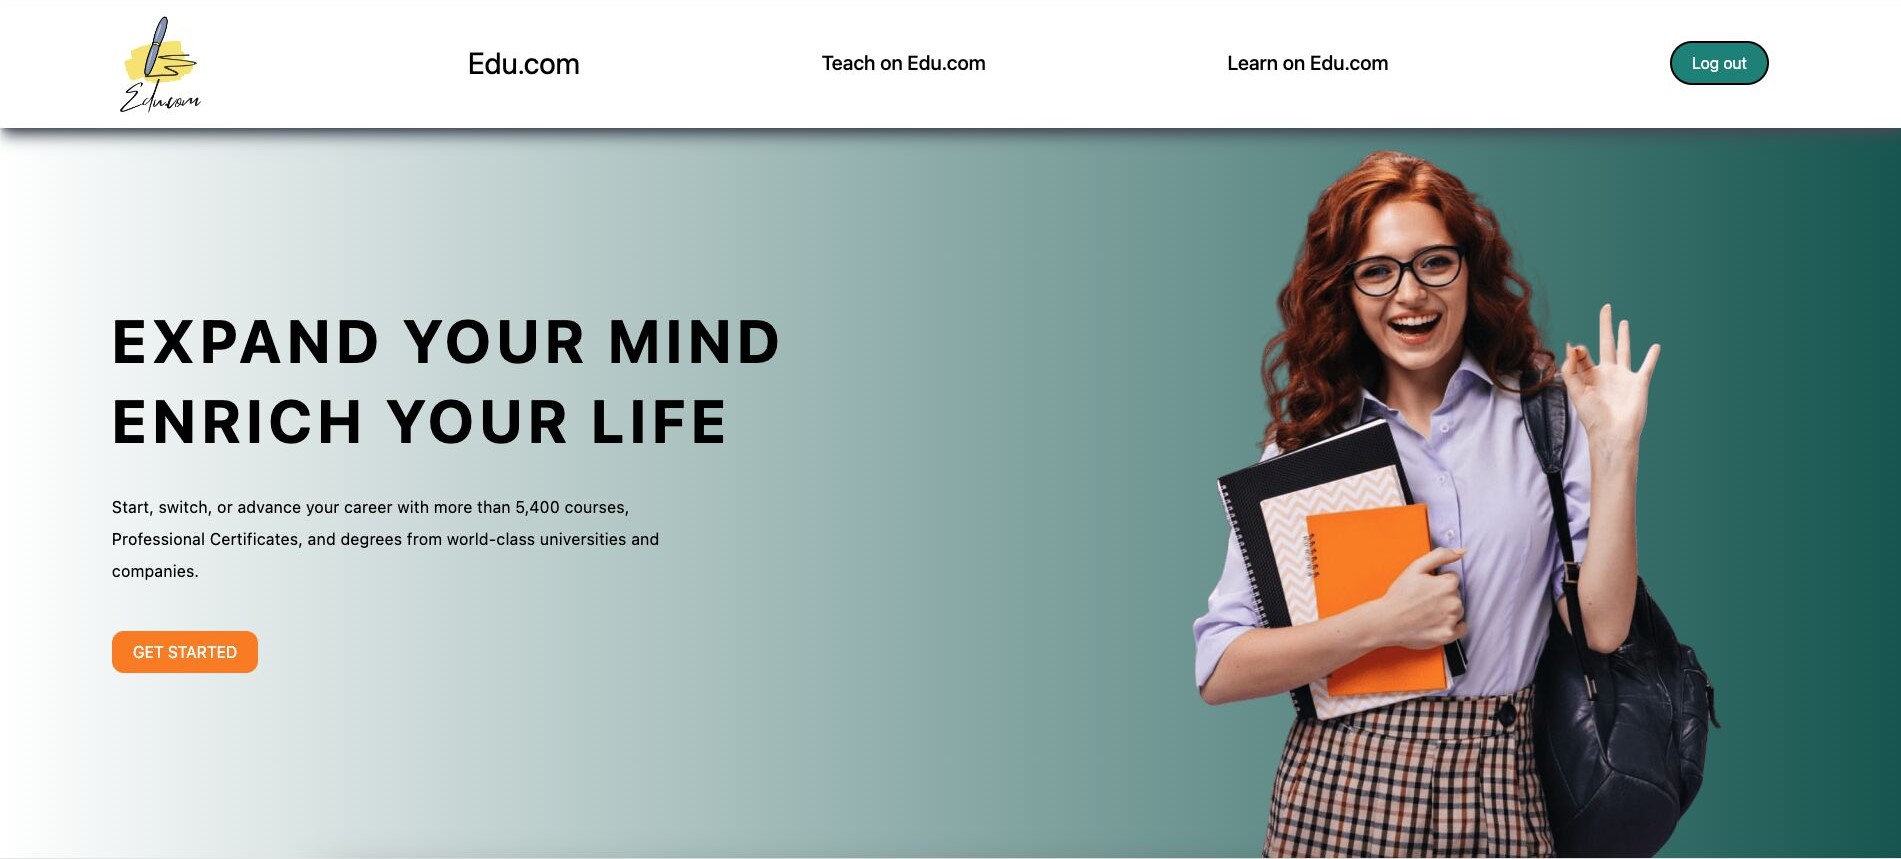 Edu.com
Edu.com
Teach on Edu.com
Learn on Edu.com
Log out
EXPAND YOUR MIND
ENRICH YOUR LIFE
Start, switch, or advance your career with more than 5,400 courses,
Professional Certificates, and degrees from world-class universities and
companies.
GET STARTED